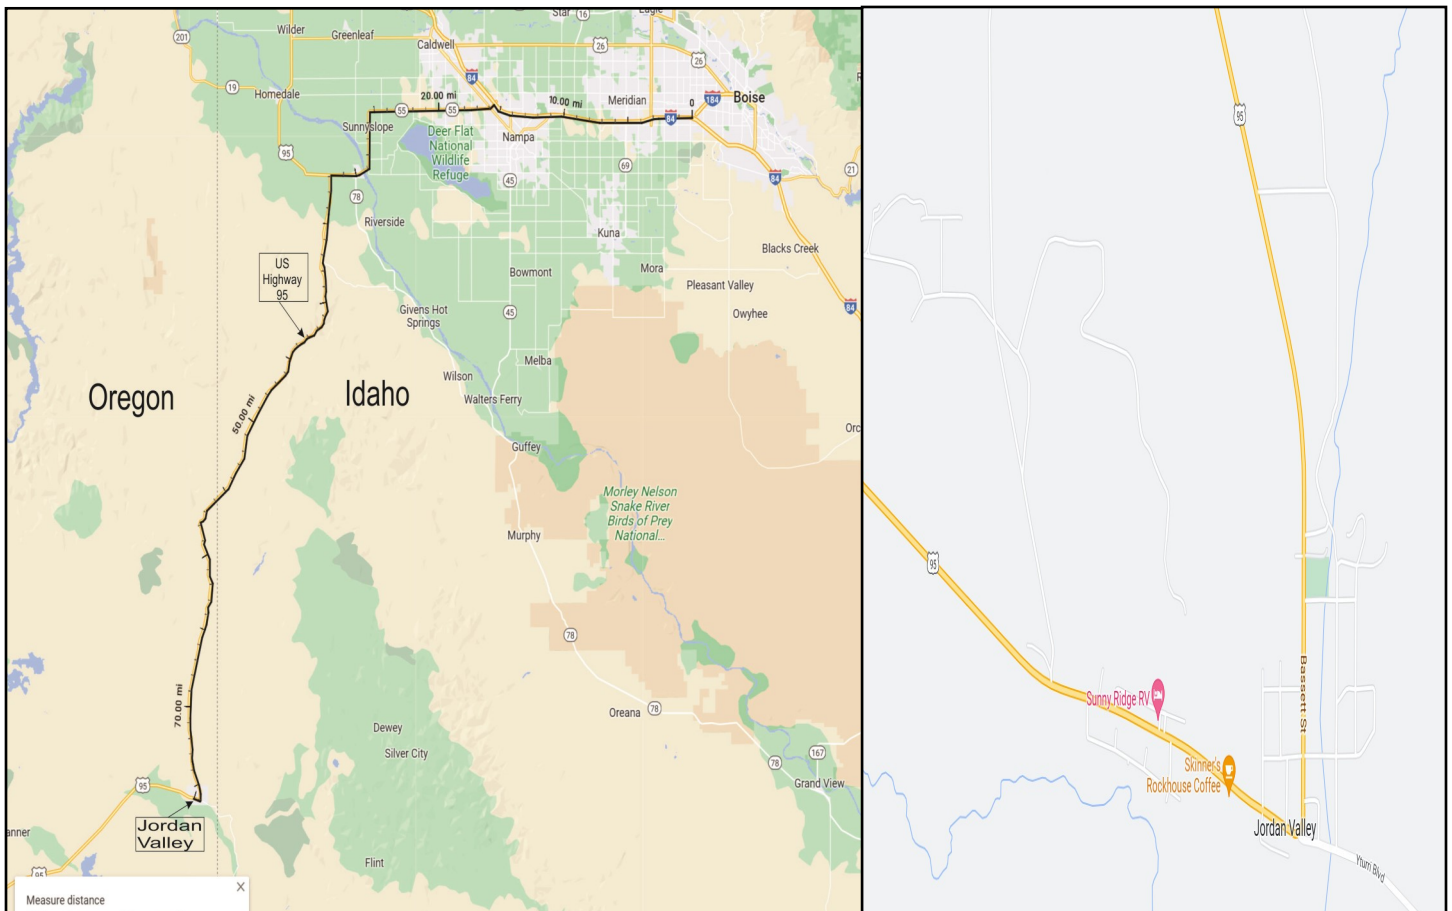 Star
16
Eagle
201
Wilder
Greenleaf
Caldwell
26
26
84
19
Homedale
20.00 mi
10.00 mi
Meridian
0
184
Boise
55
55
84
Sunnyslope
Nampa
Deer Flat
National
Wildlife
Refuge
95
69
84
21
45
78
Riverside
Kuna
Blacks Creek
US
Highway
95
Bowmont
Mora
Pleasant Valley
Givens Hot
Springs
45
Owyhee
84
Melba
Wilson
Oregon
Idaho
Walters Ferry
50.00 mi
Orc
Guffey
Morley Nelson
Snake River
Birds of Prey
National...
Murphy
78
70.00 mi
Oreana
78
Dewey
Silver City
167
78
Grand View
95
Jordan
Valley
anner
Flint
95
X
Measure distance
95
95
Bassett St
Sunny Ridge RV
Skinner's
Rockhouse Coffee
Jordan Valley
Yturri Blvd